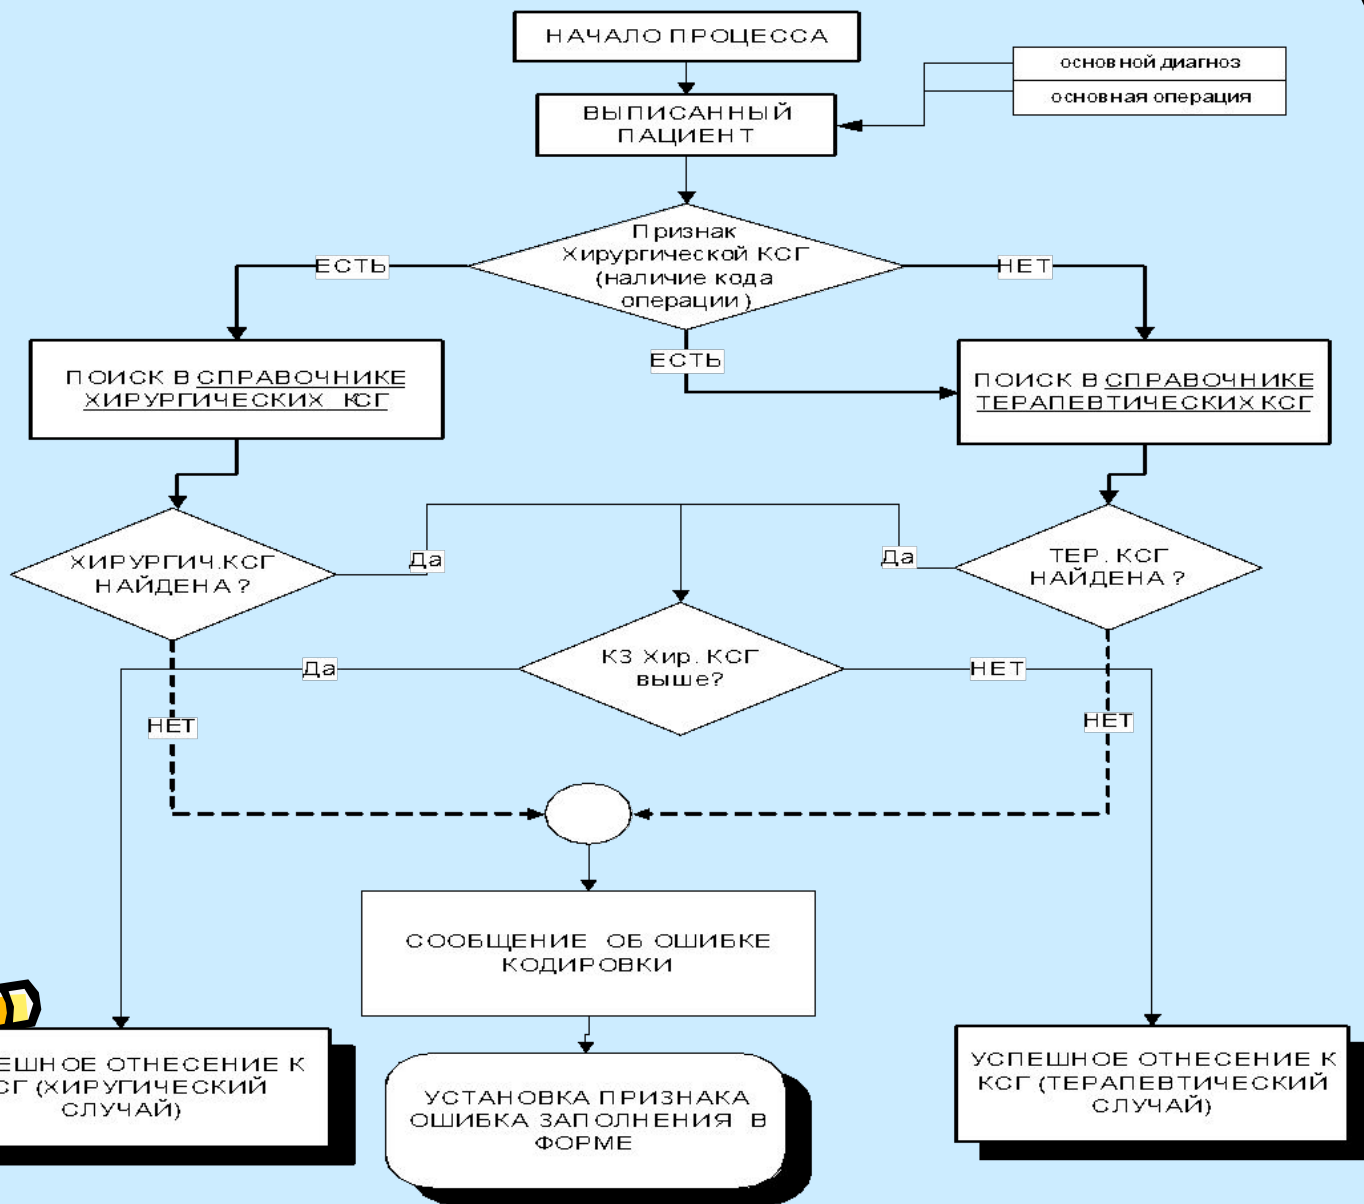 НАЧАЛО ПРОЦЕССА
основной диагноз
основная операция
ВЫПИСАННЫЙ
ПАЦИЕНТ
Признак
Хирургической КСГ
(наличие кода
операции)
ЕСТЬ
НЕТ
ЕСТЬ
ПОИСК В СПРАВОЧНИКЕ
ХИРУРГИЧЕСКИХ КСГ
ПОИСК В СПРАВОЧНИКЕ
ТЕРАПЕВТИЧЕСКИХ КСГ
ХИРУРГИЧ.КСГ
НАЙДЕНА?
Да
Да
ТЕР. КСГ
НАЙДЕНА?
КЗ Хир. КСГ
выше?
Да
НЕТ
НЕТ
НЕТ
СООБЩЕНИЕ ОБ ОШИБКЕ
КОДИРОВКИ
ЕШНОЕ ОТНЕСЕНИЕ К
СГ (ХИРУГИЧЕСКИЙ
СЛУЧАЙ)
УСТАНОВКА ПРИЗНАКА
ОШИБКА ЗАПОЛНЕНИЯ В
ФОРМЕ
УСПЕШНОЕ ОТНЕСЕНИЕ К
КСГ (ТЕРАПЕВТИЧЕСКИЙ
СЛУЧАЙ)